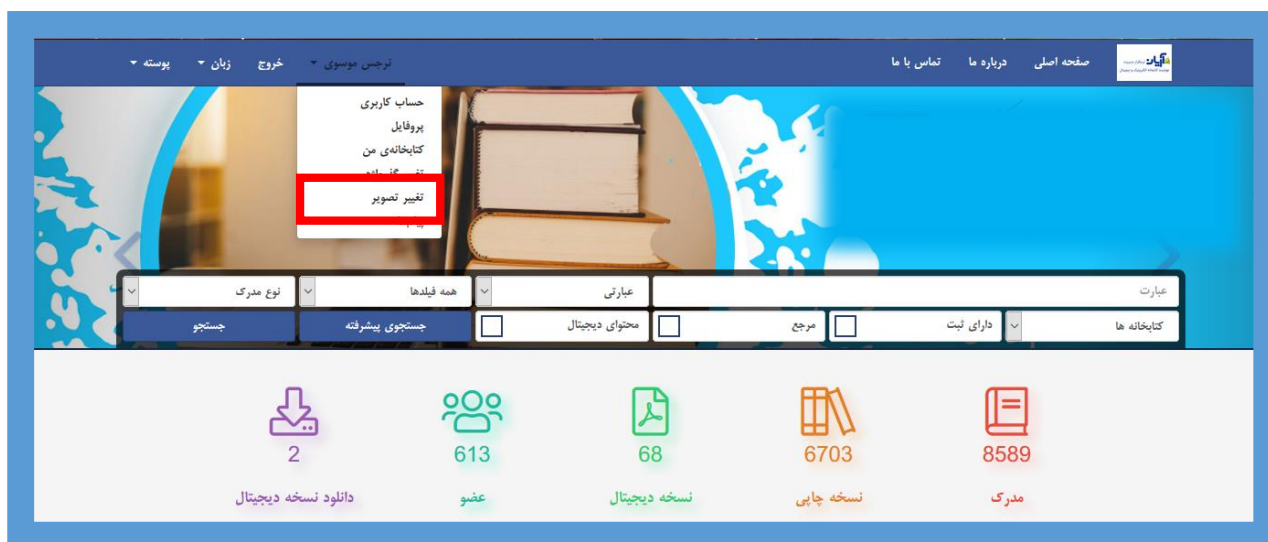 صفحه اصلی درباره ما تماس با ما نرجس موسوی خروج زبان پوسته
حساب کاربری
پروفایل
کتابخانه‌ی من
تغییر تصویر
عبارت عبارتی همه فیلدها نوع مدرک
کتابخانه ها دارای ثبت مرجع محتوای دیجیتال جستجوی پیشرفته جستجو
8589 6703 68 613 2
مدرک نسخه چاپی نسخه دیجیتال عضو دانلود نسخه دیجیتال